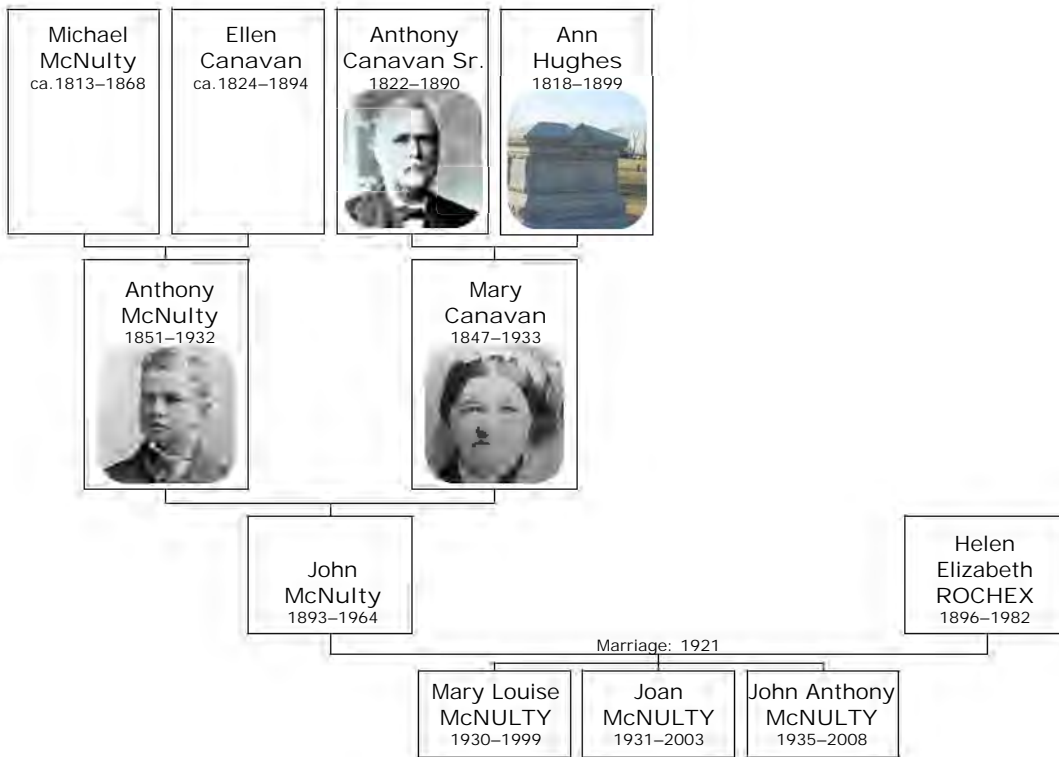 Michael
McNulty
ca.1813–1868
Ellen
Canavan
ca.1824–1894
Anthony
Canavan Sr.
1822–1890
Ann
Hughes
1818–1899
Anthony
McNulty
1851–1932
Mary
Canavan
1847–1933
John
McNulty
1893–1964
Helen
Elizabeth
ROCHEX
1896–1982
Marriage: 1921
Mary Louise
McNULTY
1930–1999
Joan
McNULTY
1931–2003
John Anthony
McNULTY
1935–2008